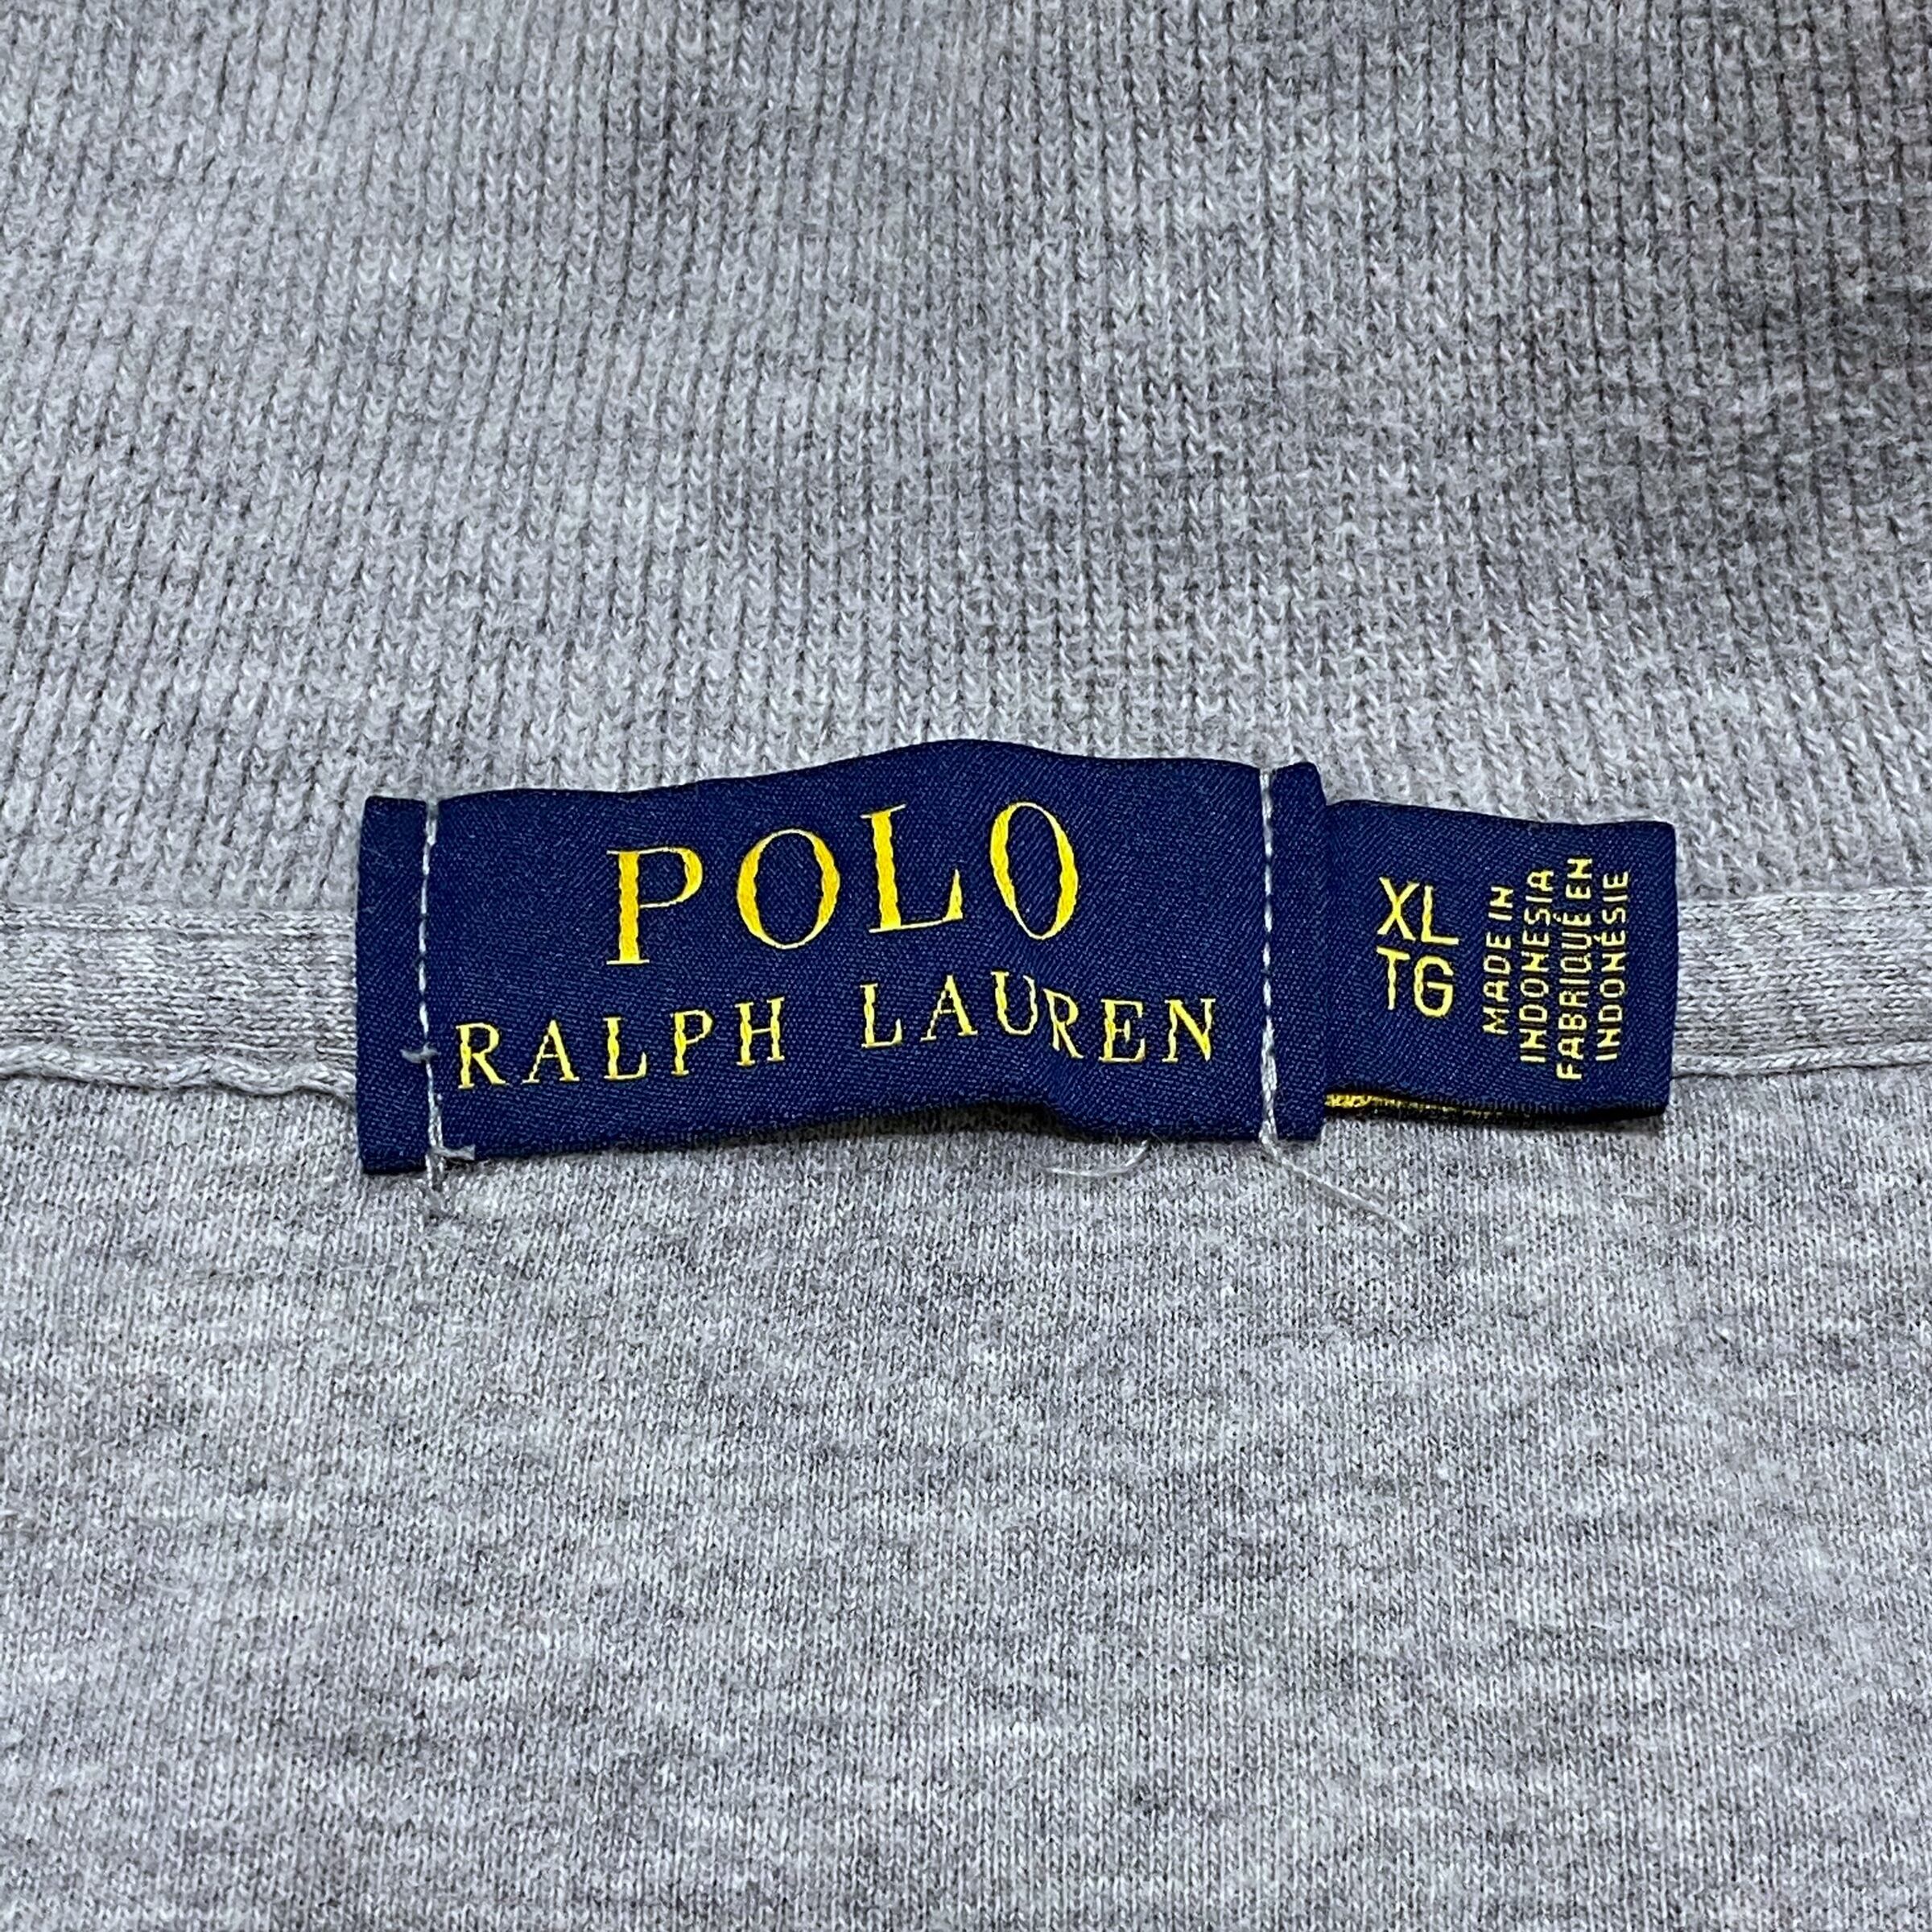 POLO
RALPH LAUREN
XL
TG
MADE IN
INDONESIA
FABRIQUÉ EN
INDONÉSIE